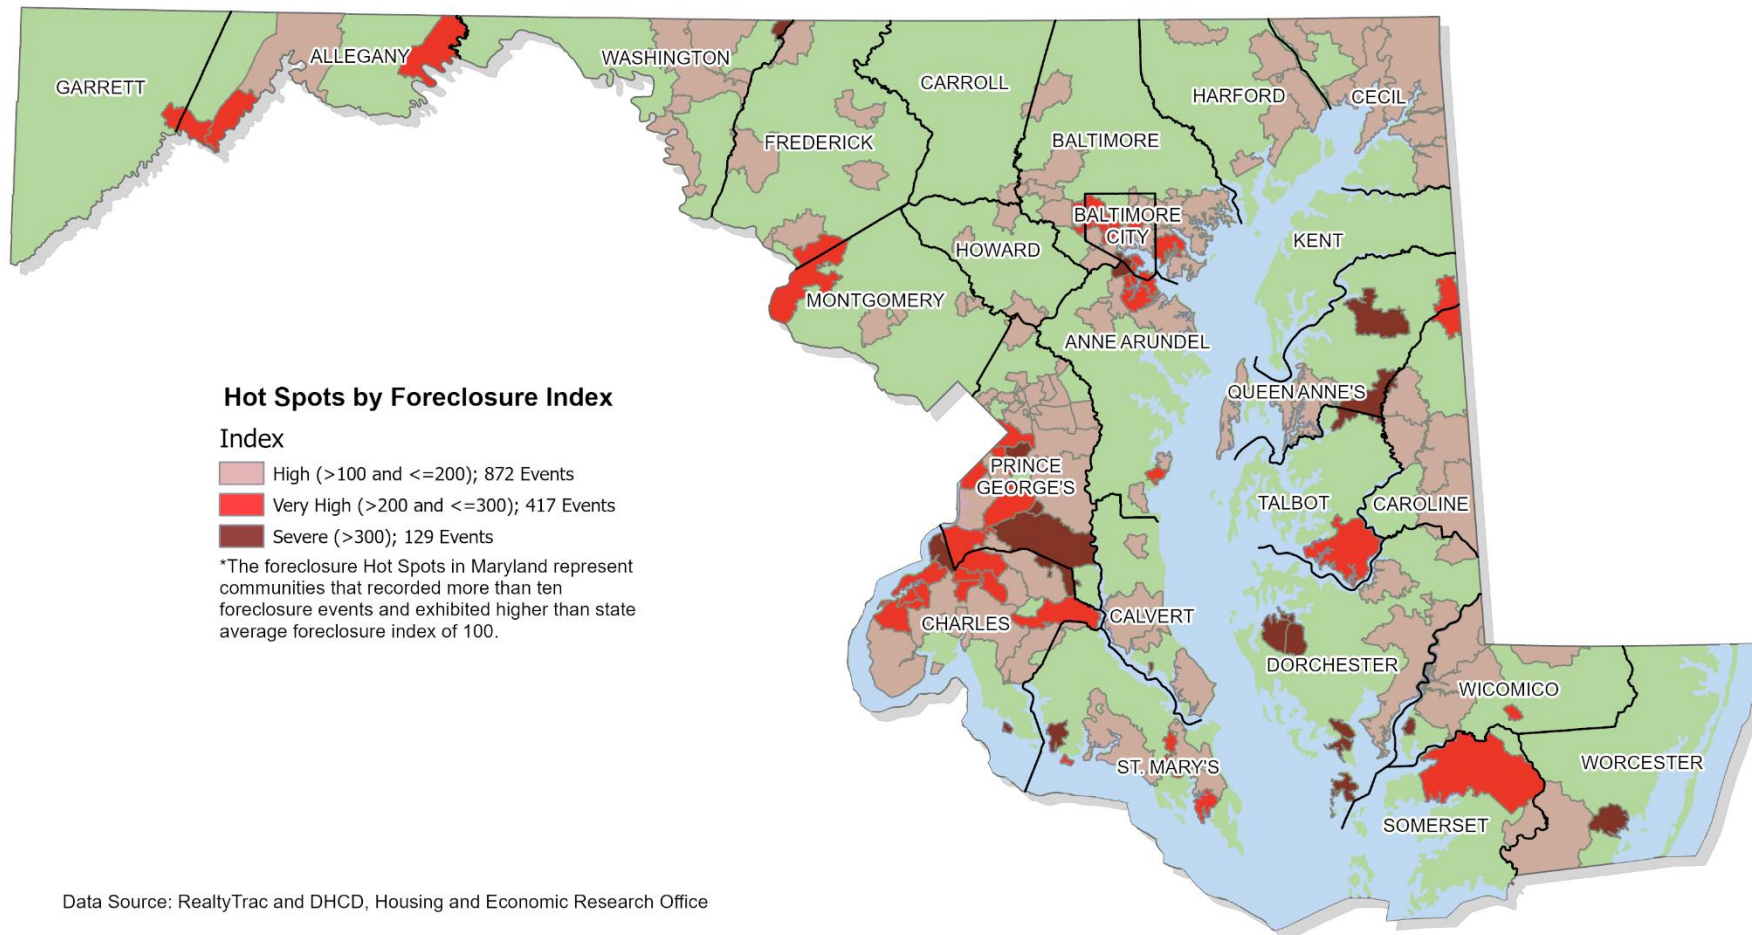 GARRETT
ALLEGANY
WASHINGTON
FREDERICK
CARROLL
BALTIMORE
HARFORD
CECIL
BALTIMORE
CITY
HOWARD
KENT
MONTGOMERY
ANNE ARUNDEL
QUEEN ANNE'S
PRINCE
GEORGE'S
TALBOT
CAROLINE
CHARLES
CALVERT
DORCHESTER
WICOMICO
ST. MARY'S
WORCESTER
SOMERSET
Hot Spots by Foreclosure Index
Index
High (>100 and <=200); 872 Events
Very High (>200 and <=300); 417 Events
Severe (>300); 129 Events
*The foreclosure Hot Spots in Maryland represent
communities that recorded more than ten
foreclosure events and exhibited higher than state
average foreclosure index of 100.
Data Source: RealtyTrac and DHCD, Housing and Economic Research Office